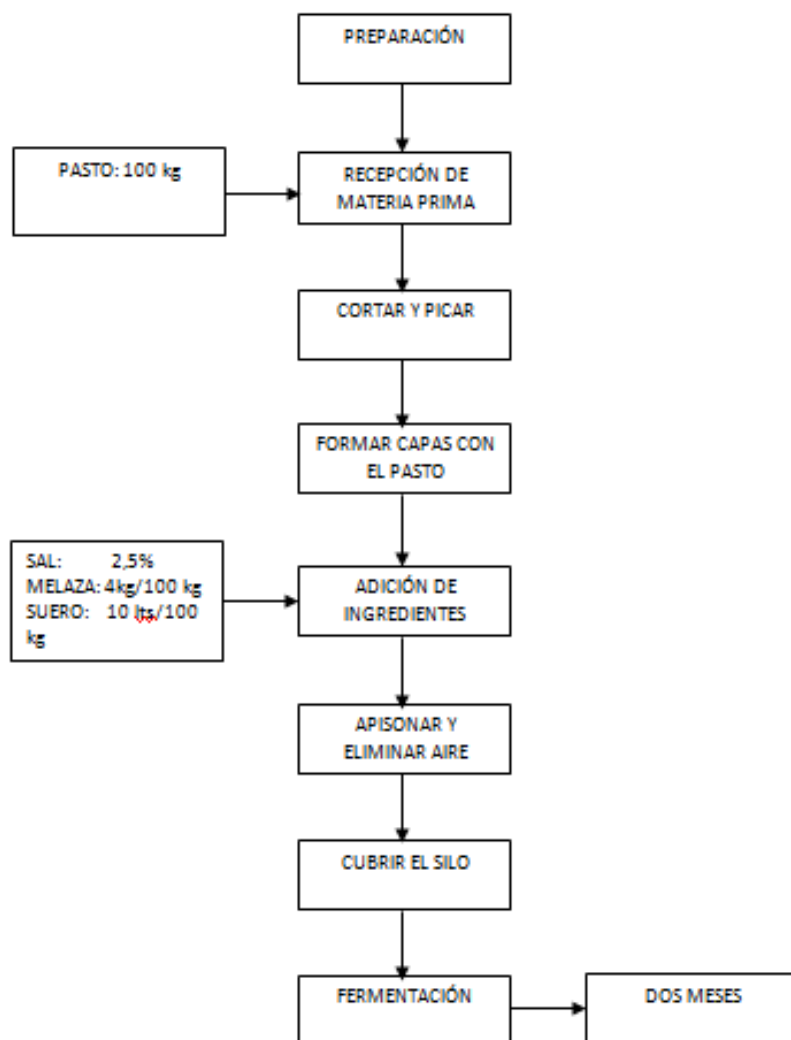 PREPARACIÓN
PASTO: 100 kg
RECEPCIÓN DE
MATERIA PRIMA
CORTAR Y PICAR
FORMAR CAPAS CON
EL PASTO
SAL: 2,5%
MELAZA: 4kg/100 kg
SUERO: 10 lts/100
kg
ADICIÓN DE
INGREDIENTES
APISONAR Y
ELIMINAR AIRE
CUBRIR EL SILO
FERMENTACIÓN
DOS MESES